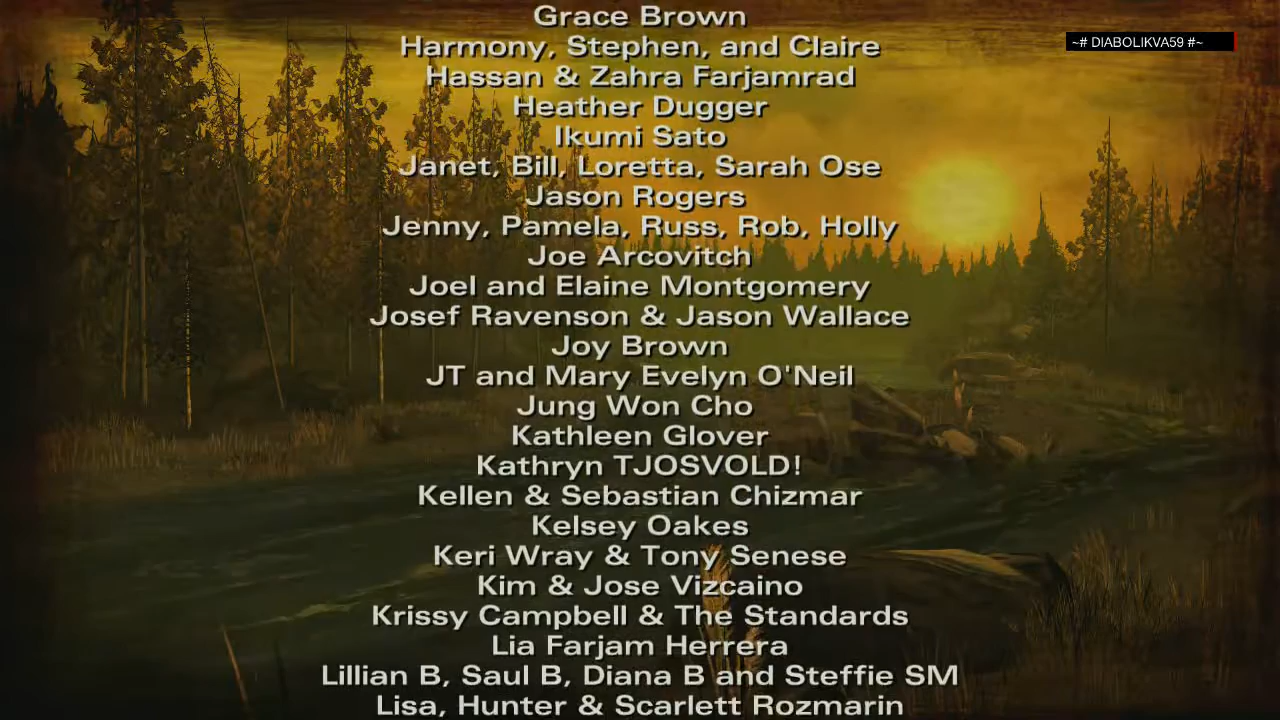 Grace Brown
~# DIABOLIKVA59 #~
Harmony, Stephen, and Claire
Hassan & Zahra Farjamrad
Heather Dugger
Ikumi Sato
Janet, Bill, Loretta, Sarah Ose
Jason Rogers
Jenny, Pamela, Russ, Rob, Holly
Joe Arcovitch
Joel and Elaine Montgomery
Josef Ravenson & Jason Wallace
Joy Brown
JT and Mary Evelyn O'Neil
Jung Won Cho
Kathleen Glover
Kathryn TJOSVOLD!
Kellen & Sebastian Chizmar
Kelsey Oakes
Keri Wray & Tony Senese
Kim & Jose Vizcaino
Krissy Campbell & The Standards
Lia Farjam Herrera
Lillian B, Saul B, Diana B and Steffie SM
Lisa, Hunter & Scarlett Rozmarin